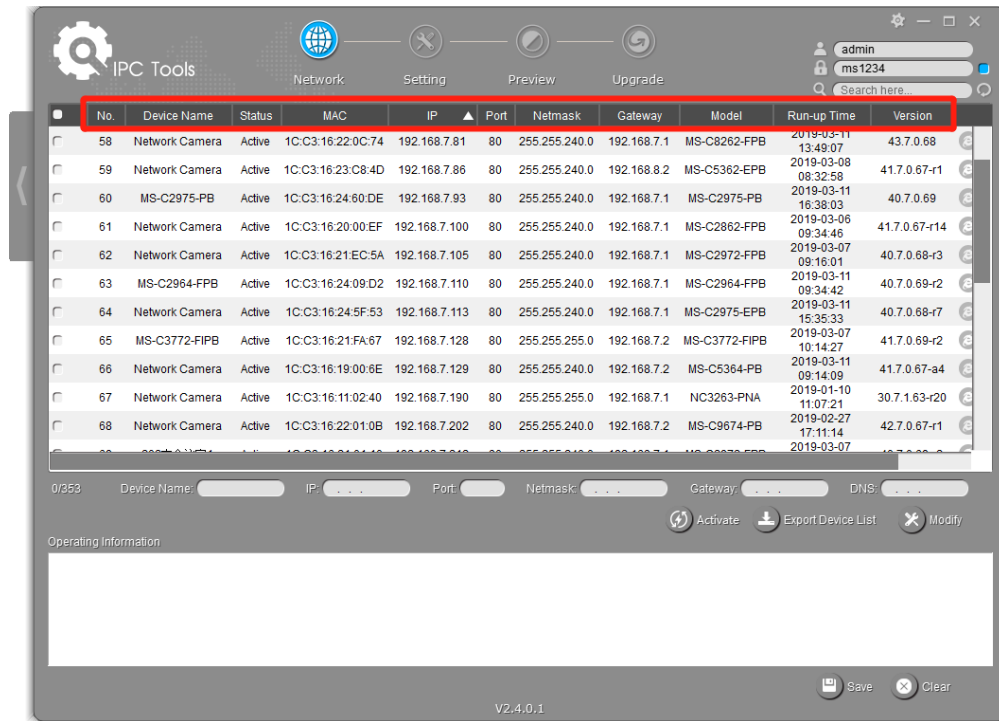 IPC Tools
Network Setting Preview Upgrade
admin
ms1234
Search here...
No. Device Name Status MAC IP Port Netmask Gateway Model Run-up Time Version
58 Network Camera Active 1C:C3:16:22:0C:74 192.168.7.81 80 255.255.240.0 192.168.7.1 MS-C8262-FPB 2019-03-11 13:49:07 43.7.0.68
59 Network Camera Active 1C:C3:16:23:C8:4D 192.168.7.86 80 255.255.240.0 192.168.8.2 MS-C5362-EPB 2019-03-08 08:32:58 41.7.0.67-r1
60 MS-C2975-PB Active 1C:C3:16:24:60:DE 192.168.7.93 80 255.255.240.0 192.168.7.1 MS-C2975-PB 2019-03-11 16:38:03 40.7.0.69
61 Network Camera Active 1C:C3:16:20:00:EF 192.168.7.100 80 255.255.240.0 192.168.7.1 MS-C2862-FPB 2019-03-06 09:34:46 41.7.0.67-r14
62 Network Camera Active 1C:C3:16:21:EC:5A 192.168.7.105 80 255.255.240.0 192.168.7.1 MS-C2972-FPB 2019-03-07 09:16:01 40.7.0.68-r3
63 MS-C2964-FPB Active 1C:C3:16:24:09:D2 192.168.7.110 80 255.255.240.0 192.168.7.1 MS-C2964-FPB 2019-03-11 09:34:42 40.7.0.69-r2
64 Network Camera Active 1C:C3:16:24:5F:53 192.168.7.113 80 255.255.240.0 192.168.7.1 MS-C2975-EPB 2019-03-11 15:35:33 40.7.0.68-r7
65 MS-C3772-FIPB Active 1C:C3:16:21:FA:67 192.168.7.128 80 255.255.255.0 192.168.7.2 MS-C3772-FIPB 2019-03-07 10:14:27 41.7.0.69-r2
66 Network Camera Active 1C:C3:16:19:00:6E 192.168.7.129 80 255.255.240.0 192.168.7.2 MS-C5364-PB 2019-03-11 09:14:09 41.7.0.67-a4
67 Network Camera Active 1C:C3:16:11:02:40 192.168.7.190 80 255.255.255.0 192.168.7.1 NC3263-PNA 2019-01-10 11:07:21 30.7.1.63-r20
68 Network Camera Active 1C:C3:16:22:01:0B 192.168.7.202 80 255.255.240.0 192.168.7.2 MS-C9674-PB 2019-02-27 17:11:14 42.7.0.67-r1
2019-03-07
0/353 Device Name: IP: . . . Port: Netmask: . . . Gateway: . . . DNS: . . .
Activate Export Device List Modify
Operating Information
Save Clear
V2.4.0.1